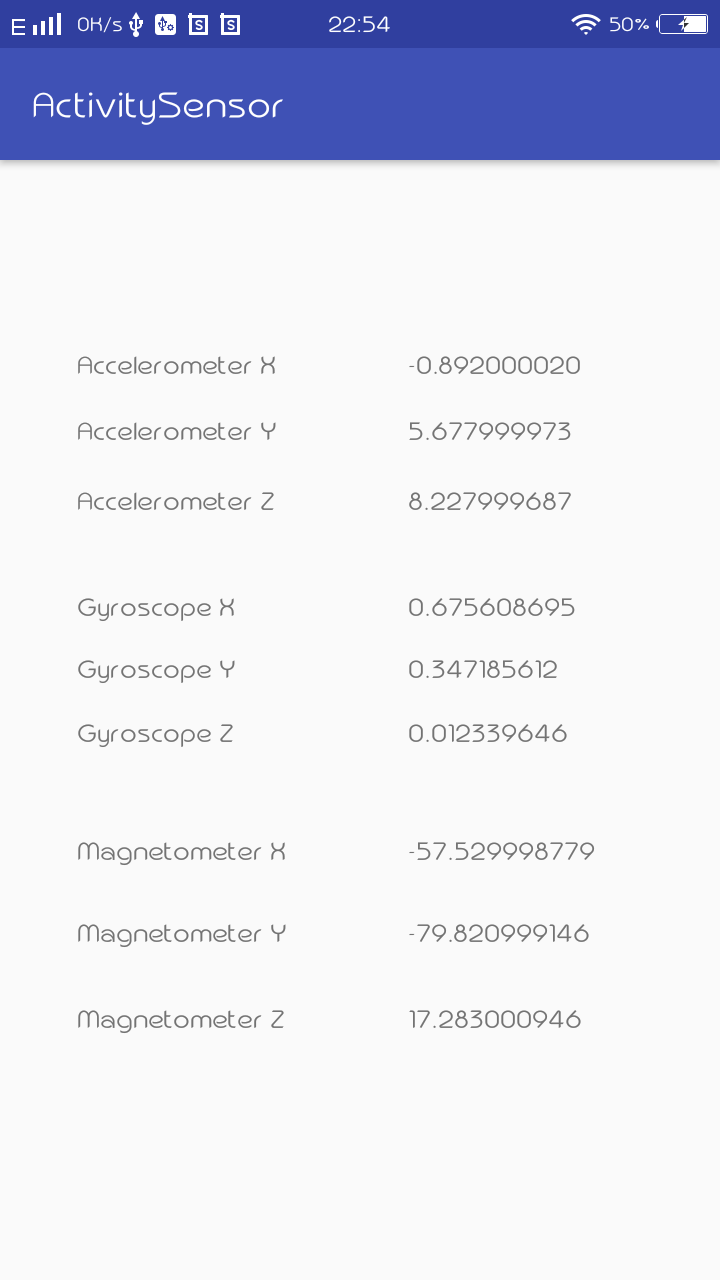 E 0K/s S S 22:54 50%
ActivitySensor
Accelerometer X -0.892000020
Accelerometer Y 5.677999973
Accelerometer Z 8.227999687
Gyroscope X 0.675608695
Gyroscope Y 0.347185612
Gyroscope Z 0.012339646
Magnetometer X -57.529998779
Magnetometer Y -79.820999146
Magnetometer Z 17.283000946